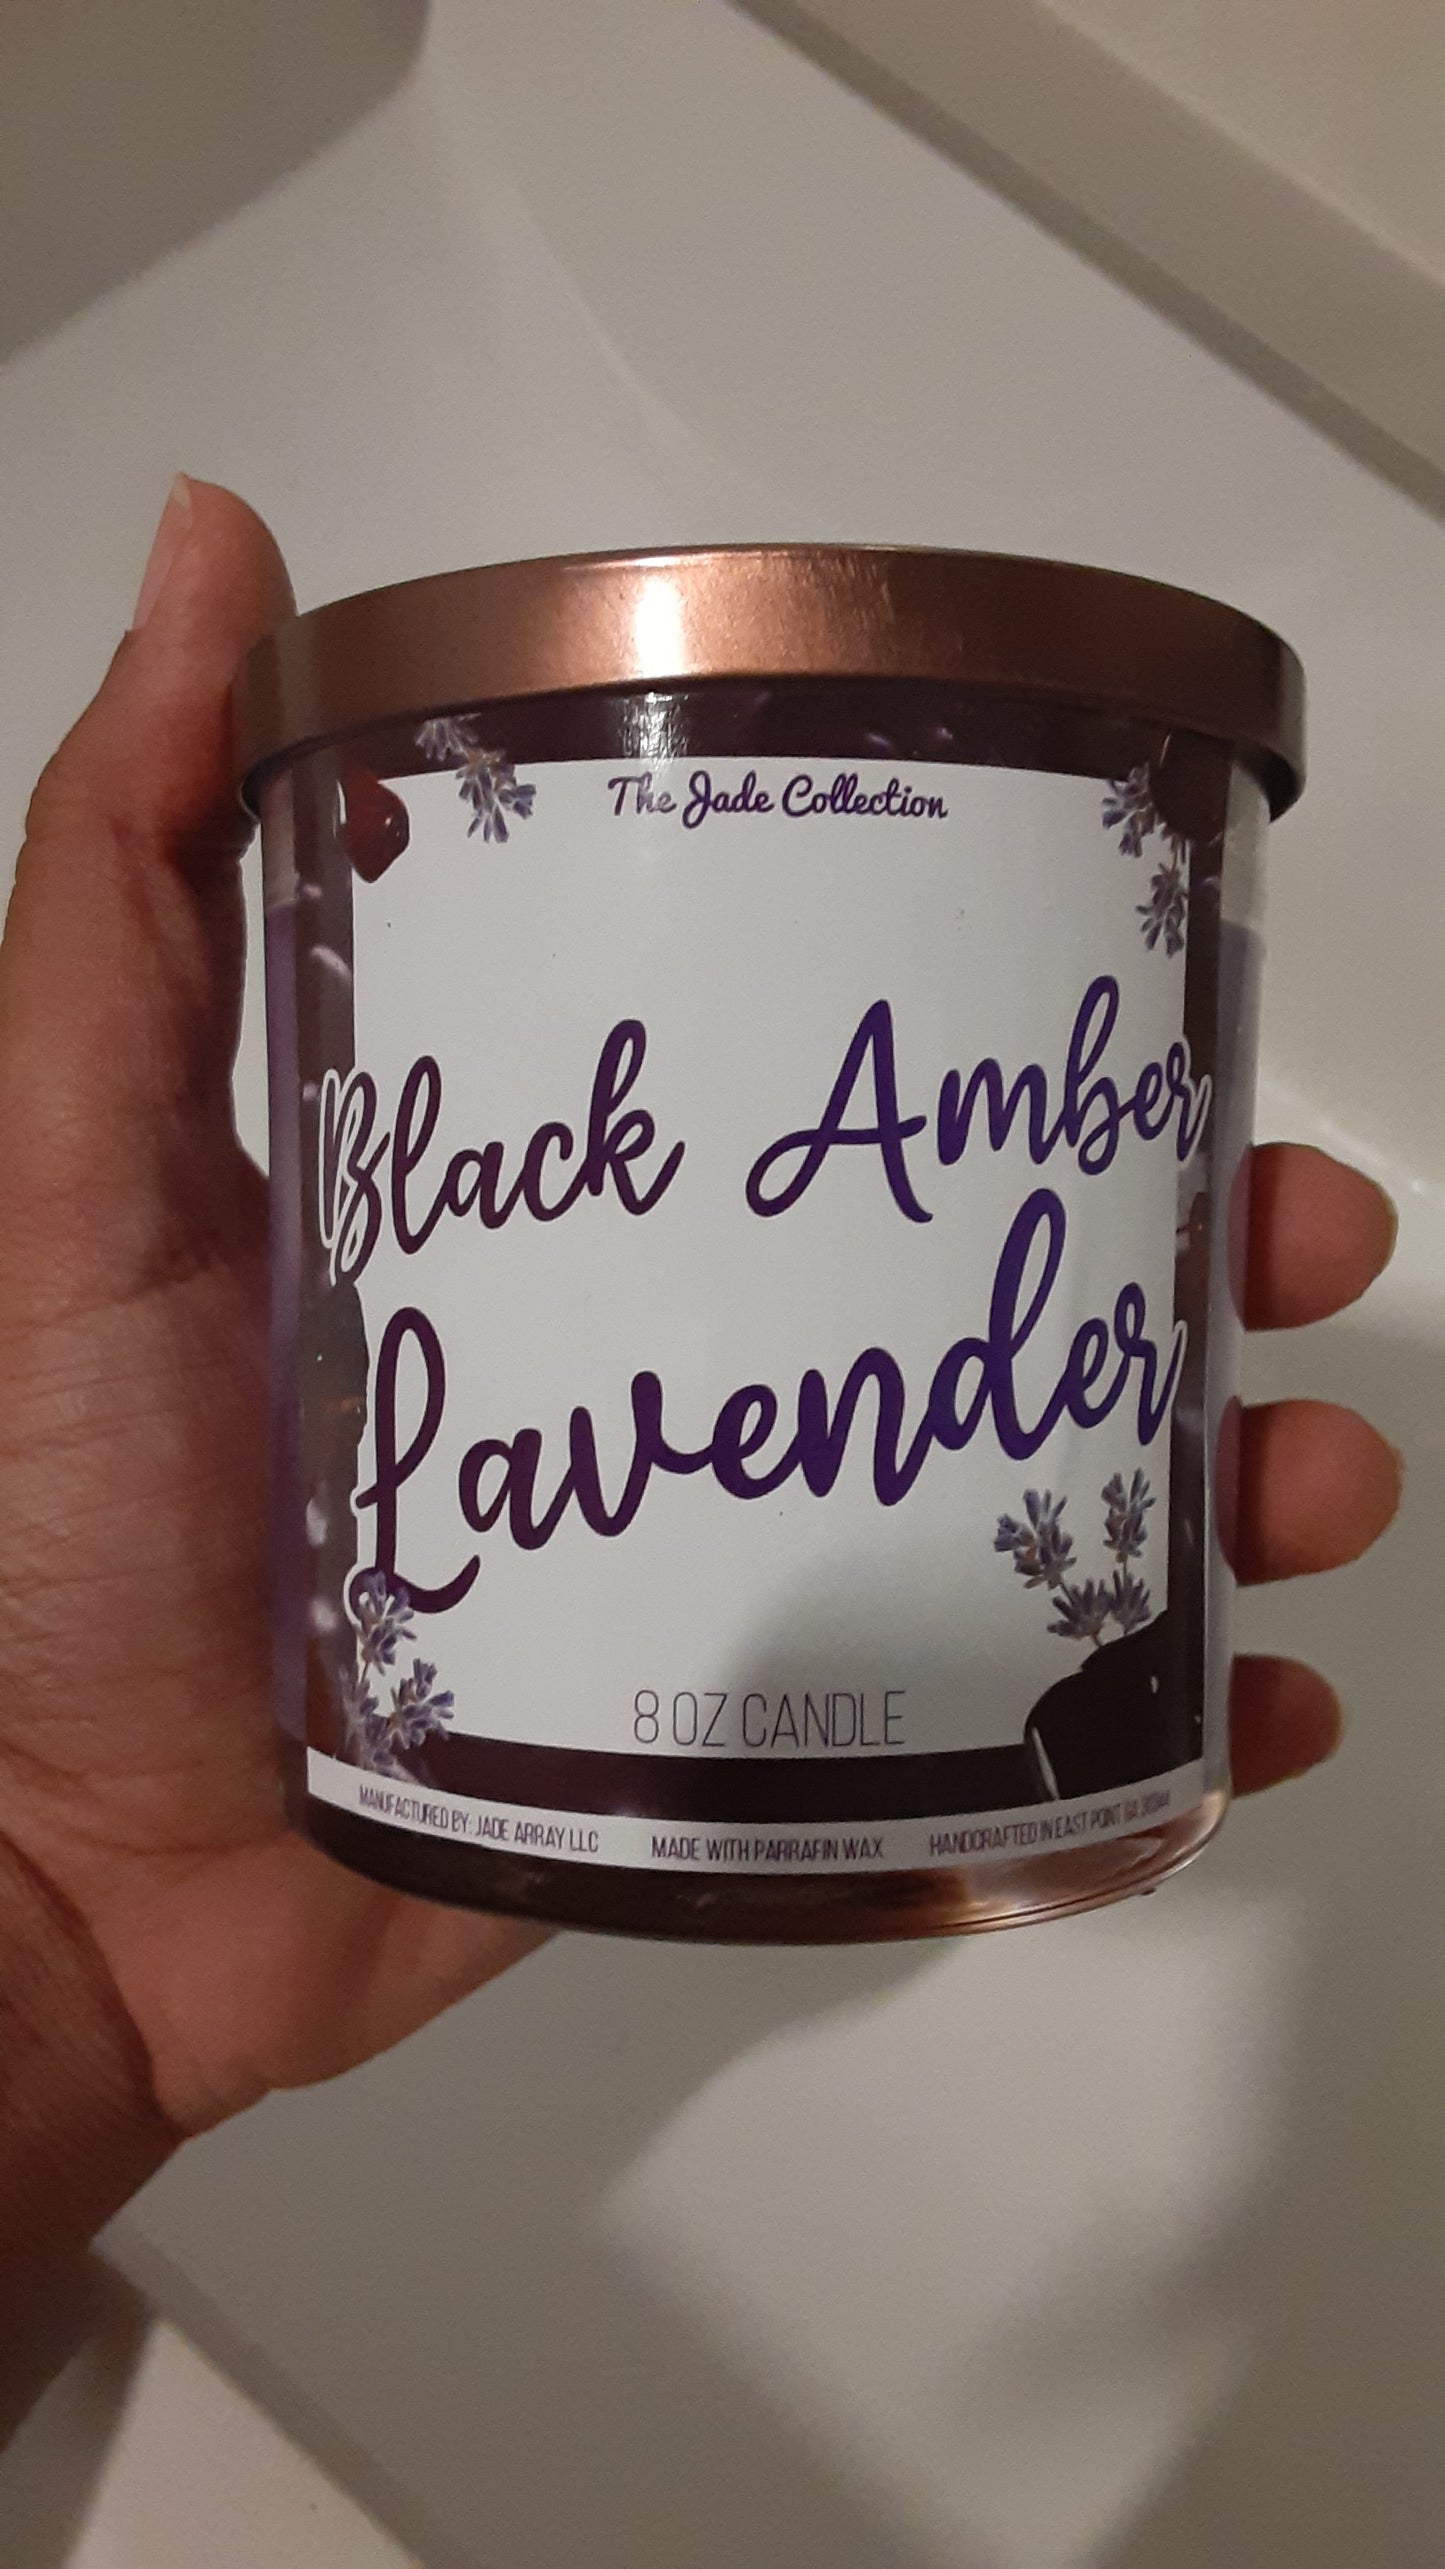 The Jade Collection
Black Amber
Lavender
8 OZ CANDLE
MANUFACTURED BY: JADE ARRAY LLC MADE WITH PARRAFIN WAX HANDCRAFTED IN EAST POINT GA 30344